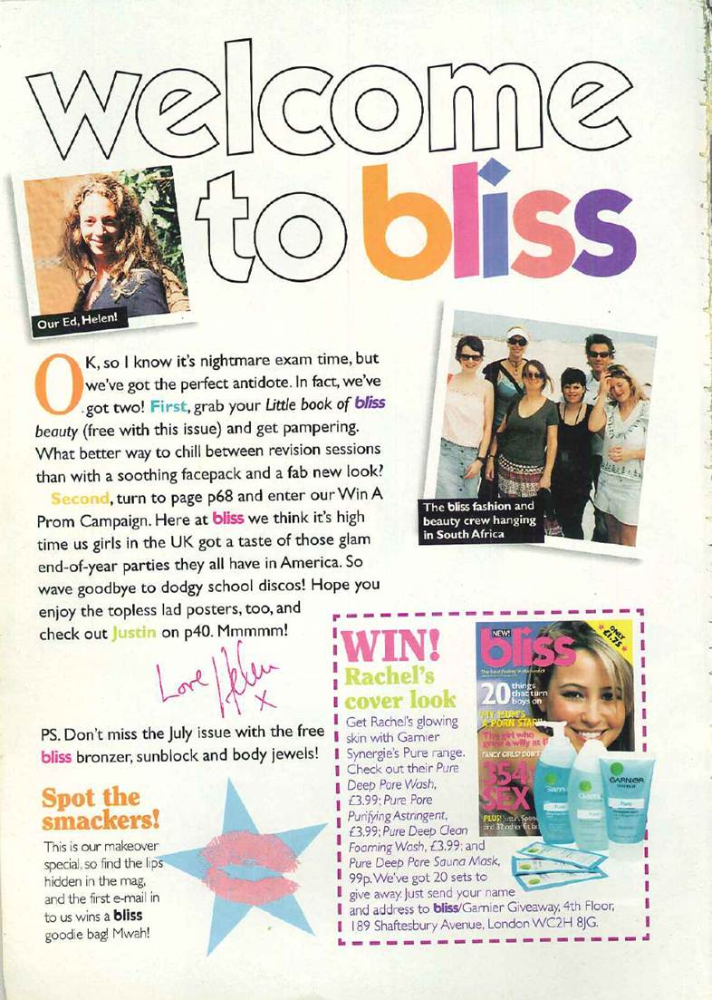 welcome
to bliss
Our Ed, Helen!
OK, so I know it's nightmare exam time, but
we've got the perfect antidote. In fact, we've
got two! First, grab your Little book of bliss
beauty (free with this issue) and get pampering.
What better way to chill between revision sessions
than with a soothing facepack and a fab new look?
Second, turn to page p68 and enter our Win A
Prom Campaign. Here at bliss we think it's high
time us girls in the UK got a taste of those glam
end-of-year parties they all have in America. So
wave goodbye to dodgy school discos! Hope you
enjoy the topless lad posters, too, and
check out Justin on p40. Mmmmm!
Love Helen
X
PS. Don't miss the July issue with the free
bliss bronzer, sunblock and body jewels!
The bliss fashion and
beauty crew hanging
in South Africa
Spot the
smackers!
This is our makeover
special, so find the lips
hidden in the mag,
and the first e-mail in
to us wins a bliss
goodie bag! Mwah!
WIN!
Rachel's
cover look
Get Rachel's glowing
skin with Garnier
Synergie's Pure range.
Check out their Pure
Deep Pore Wash,
£3.99; Pure Pore
Purifying Astringent,
£3.99; Pure Deep Clean
Foaming Wash, £3.99; and
Pure Deep Pore Sauna Mask,
99p. We've got 20 sets to
give away. Just send your name
and address to bliss/Garnier Giveaway, 4th Floor,
189 Shaftesbury Avenue, London WC2H 8JG.
NEW!
bliss
ONLY
£1.75
20 things
that turn
boys on
MY MUM'S
A PORN STAR!
The girl who
grew a willy at
FANCY GIRLS? DON'T
354
SEX
PLUS! Justin,
and 32 other fit
GARNIER
Pure